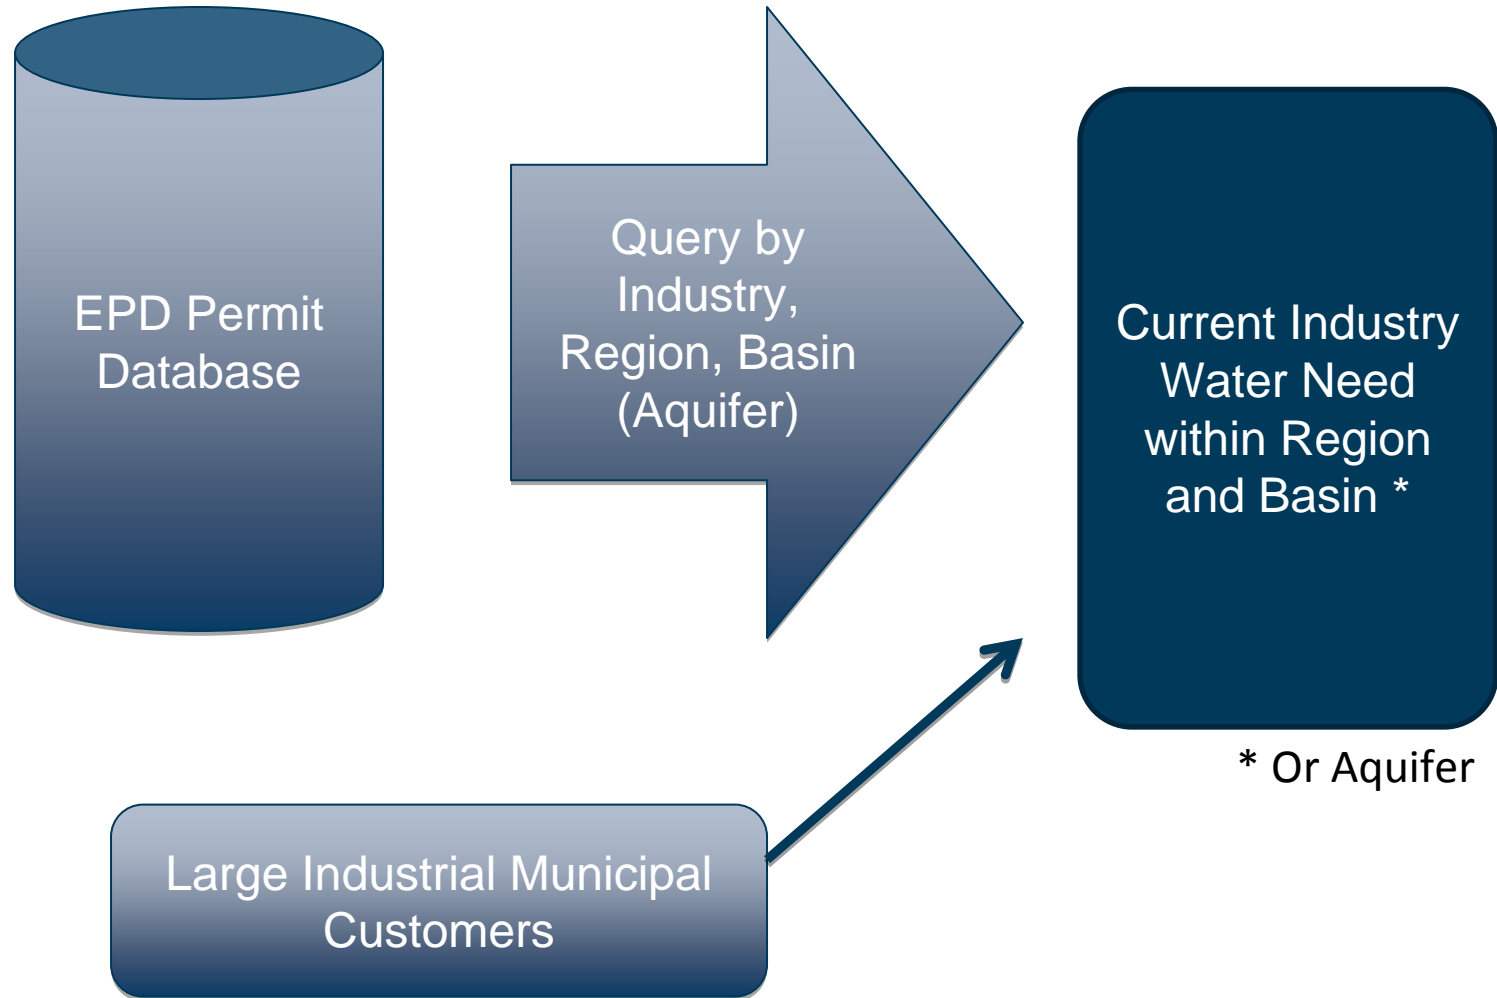 EPD Permit
Database
Query by
Industry,
Region, Basin
(Aquifer)
Current Industry
Water Need
within Region
and Basin *
* Or Aquifer
Large Industrial Municipal
Customers